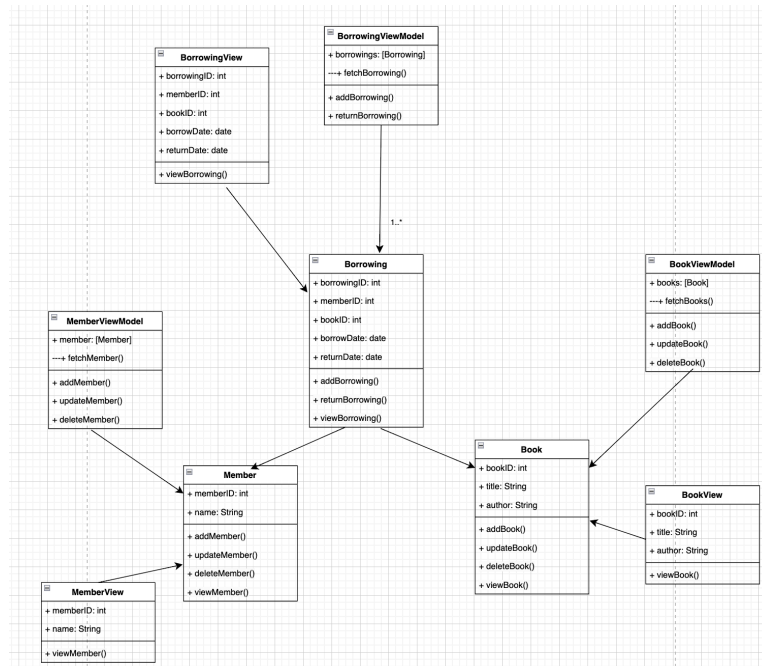 BorrowingViewModel
+ borrowings: [Borrowing]
---+ fetchBorrowing()
+ addBorrowing()
+ returnBorrowing()
BorrowingView
+ borrowingID: int
+ memberID: int
+ bookID: int
+ borrowDate: date
+ returnDate: date
+ viewBorrowing()
1..*
Borrowing
+ borrowingID: int
+ memberID: int
+ bookID: int
+ borrowDate: date
+ returnDate: date
+ addBorrowing()
+ returnBorrowing()
+ viewBorrowing()
BookViewModel
+ books: [Book]
---+ fetchBooks()
+ addBook()
+ updateBook()
+ deleteBook()
MemberViewModel
+ member: [Member]
---+ fetchMember()
+ addMember()
+ updateMember()
+ deleteMember()
Member
+ memberID: int
+ name: String
+ addMember()
+ updateMember()
+ deleteMember()
+ viewMember()
Book
+ bookID: int
+ title: String
+ author: String
+ addBook()
+ updateBook()
+ deleteBook()
+ viewBook()
BookView
+ bookID: int
+ title: String
+ author: String
+ viewBook()
MemberView
+ memberID: int
+ name: String
+ viewMember()